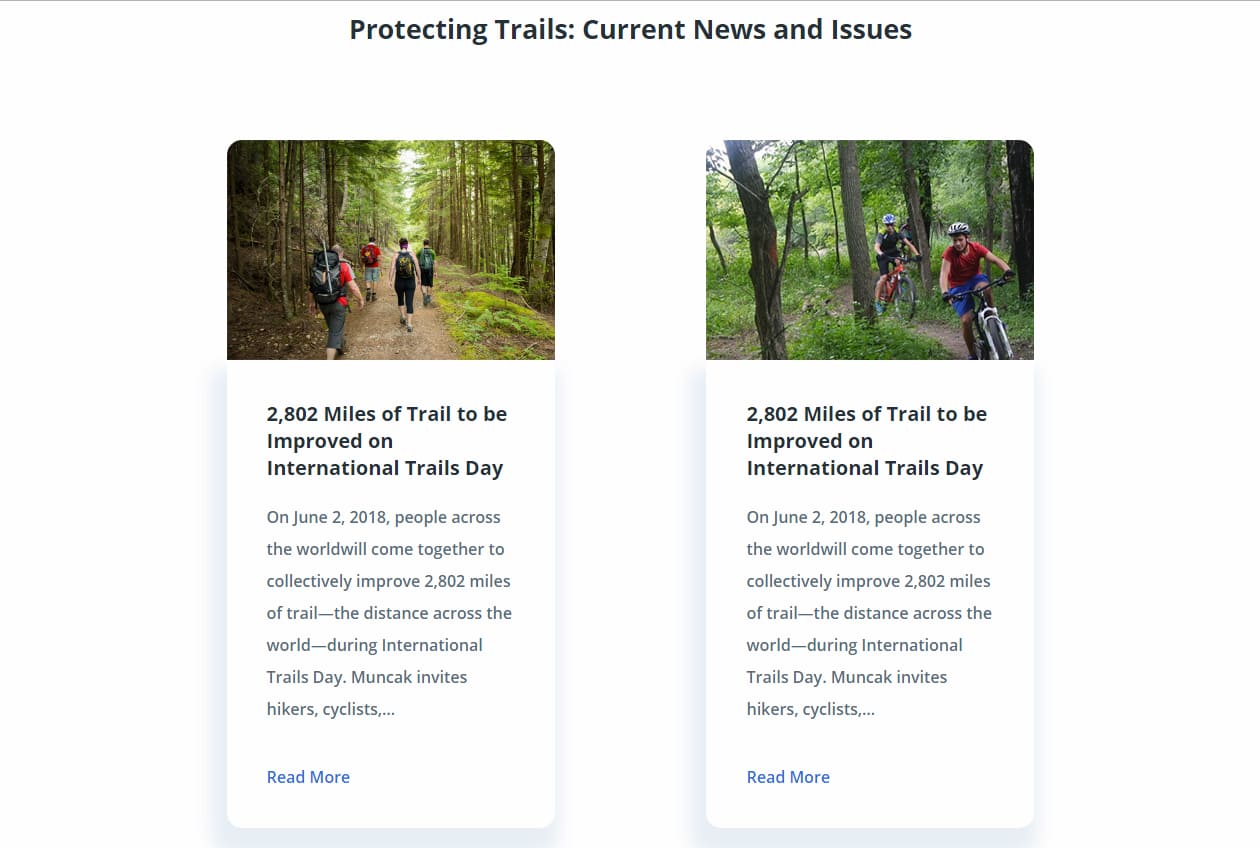 Protecting Trails: Current News and Issues
2,802 Miles of Trail to be
Improved on
International Trails Day
On June 2, 2018, people across
the worldwill come together to
collectively improve 2,802 miles
of trail—the distance across the
world—during International
Trails Day. Muncak invites
hikers, cyclists,...
Read More
2,802 Miles of Trail to be
Improved on
International Trails Day
On June 2, 2018, people across
the worldwill come together to
collectively improve 2,802 miles
of trail—the distance across the
world—during International
Trails Day. Muncak invites
hikers, cyclists,...
Read More